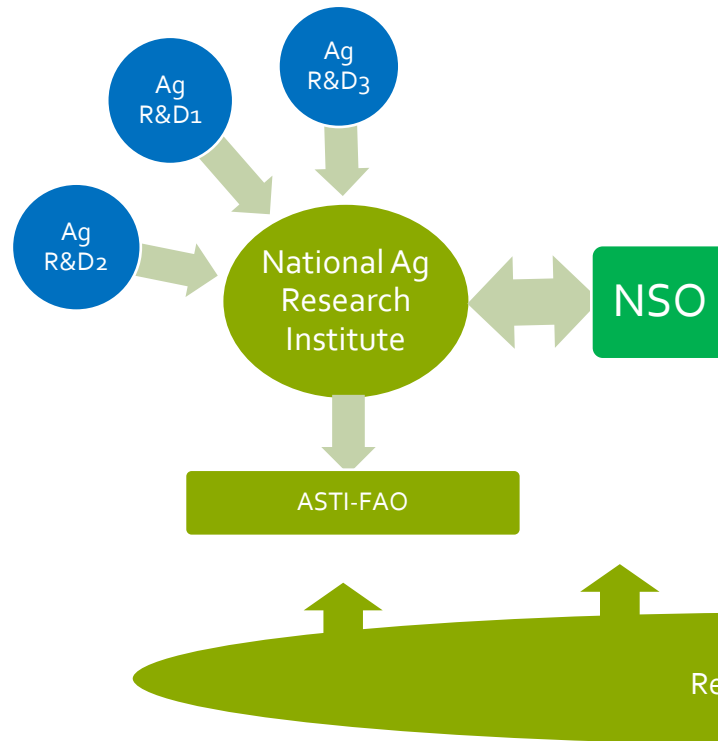 Ag
R&D3
Ag
R&D1
Ag
R&D2
National Ag
Research
Institute
NSO
ASTI-FAO